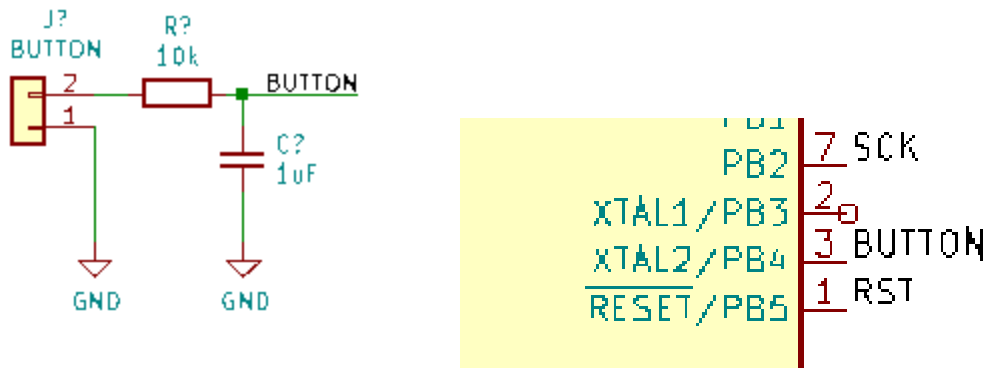 J?
BUTTON
2
1
R?
10k
BUTTON
C?
1uF
GND
GND
PB1
PB2
7
SCK
XTAL1/PB3
2
XTAL2/PB4
3
BUTTON
RESET/PB5
1
RST